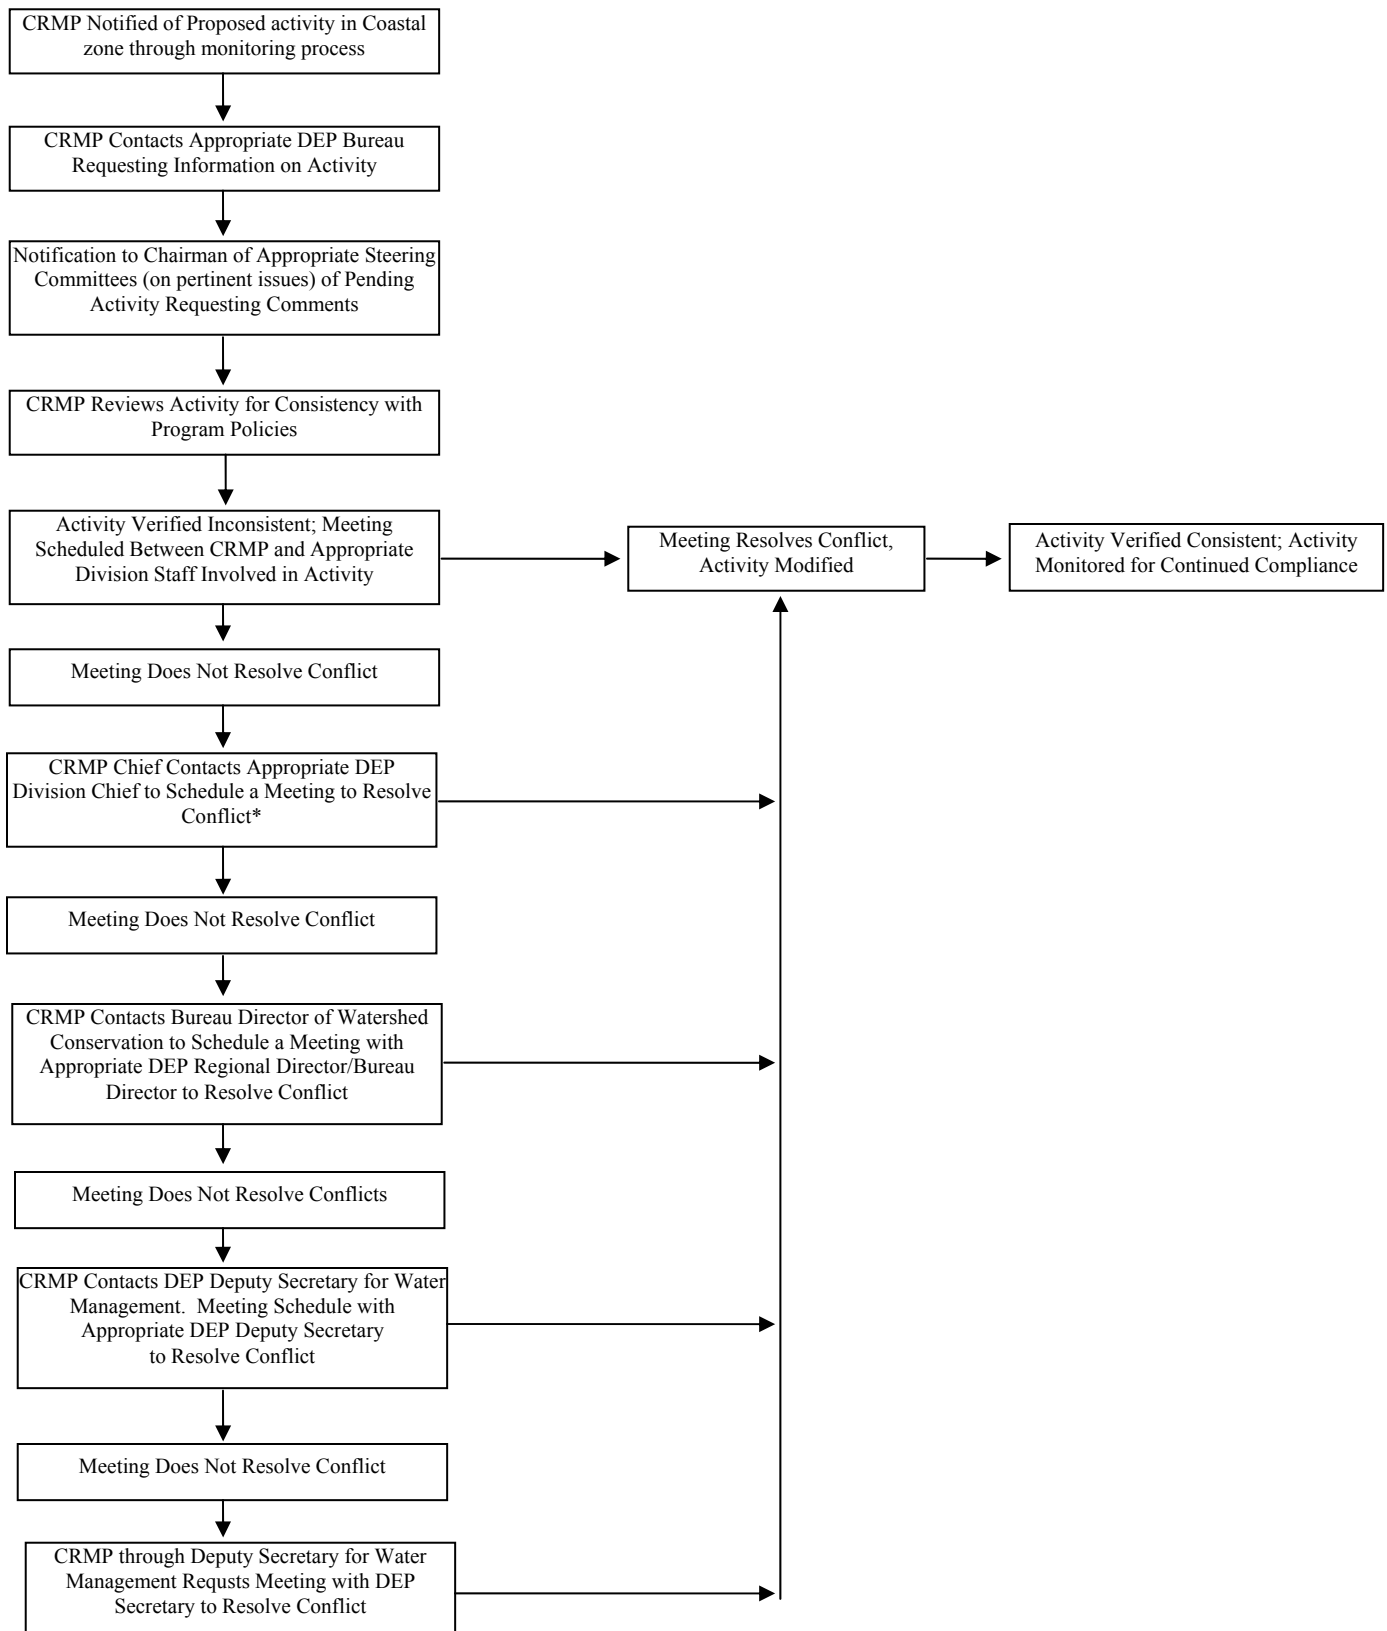 CRMP Notified of Proposed activity in Coastal
zone through monitoring process
CRMP Contacts Appropriate DEP Bureau
Requesting Information on Activity
Notification to Chairman of Appropriate Steering
Committees (on pertinent issues) of Pending
Activity Requesting Comments
CRMP Reviews Activity for Consistency with
Program Policies
Activity Verified Inconsistent; Meeting
Scheduled Between CRMP and Appropriate
Division Staff Involved in Activity
Meeting Resolves Conflict,
Activity Modified
Activity Verified Consistent; Activity
Monitored for Continued Compliance
Meeting Does Not Resolve Conflict
CRMP Chief Contacts Appropriate DEP
Division Chief to Schedule a Meeting to Resolve
Conflict*
Meeting Does Not Resolve Conflict
CRMP Contacts Bureau Director of Watershed
Conservation to Schedule a Meeting with
Appropriate DEP Regional Director/Bureau
Director to Resolve Conflict
Meeting Does Not Resolve Conflicts
CRMP Contacts DEP Deputy Secretary for Water
Management. Meeting Schedule with
Appropriate DEP Deputy Secretary
to Resolve Conflict
Meeting Does Not Resolve Conflict
CRMP through Deputy Secretary for Water
Management Requsts Meeting with DEP
Secretary to Resolve Conflict